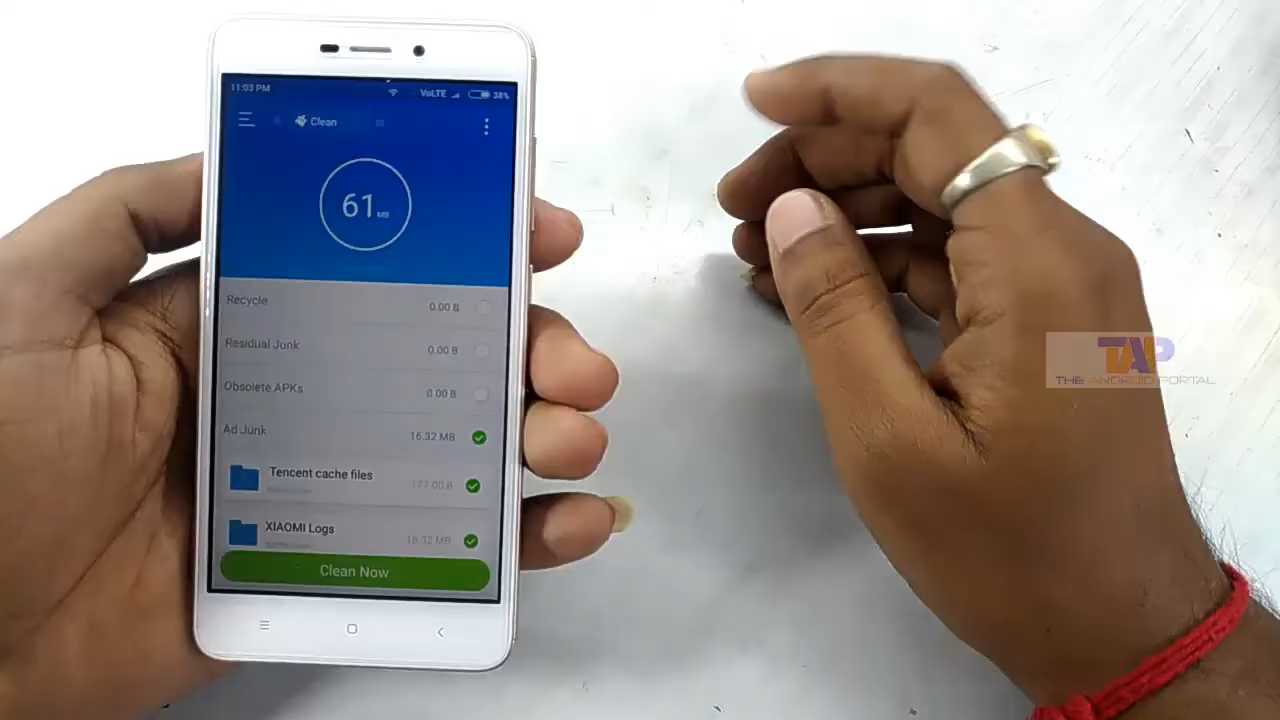 11:03 PM VoLTE 38%
Clean
61 MB
Recycle 0.00 B
Residual Junk 0.00 B
Obsolete APKs 0.00 B
Ad Junk 16.32 MB
Tencent cache files 177.00 B
XIAOMI Logs 16.32 MB
Clean Now
TAP
THE ANDROID PORTAL